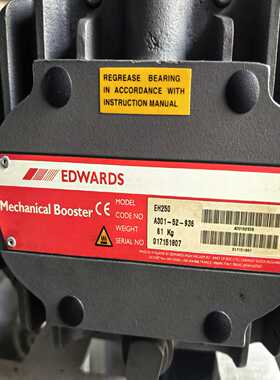 REGREASE BEARING
IN ACCORDANCE WITH
INSTRUCTION MANUAL
EDWARDS
Mechanical Booster CE
MODEL EH250
CODE NO A301-52-936
WEIGHT 61 Kg
SERIAL NO 017151807